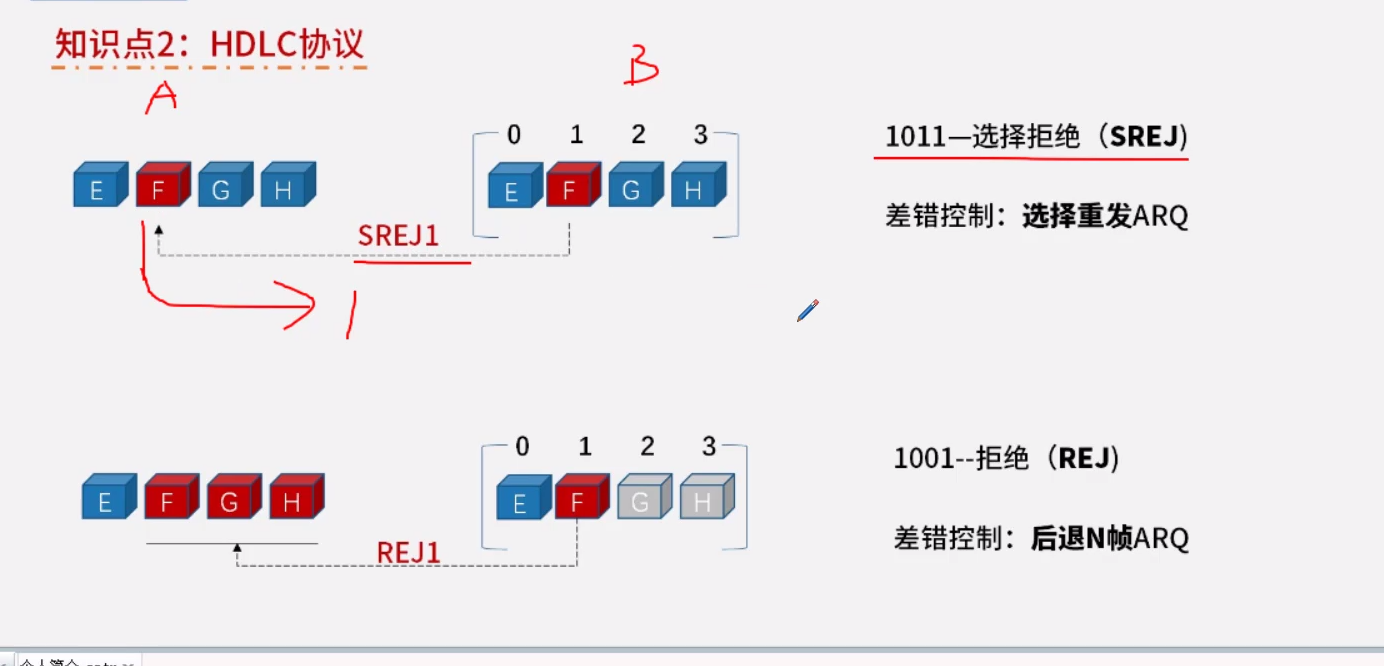 知识点2：HDLC协议
A
B
0 1 2 3
1011—选择拒绝（SREJ)
E F G H
E F G H
差错控制：选择重发ARQ
SREJ1
1
0 1 2 3
1001--拒绝（REJ)
E F G H
E F G H
差错控制：后退N帧ARQ
REJ1